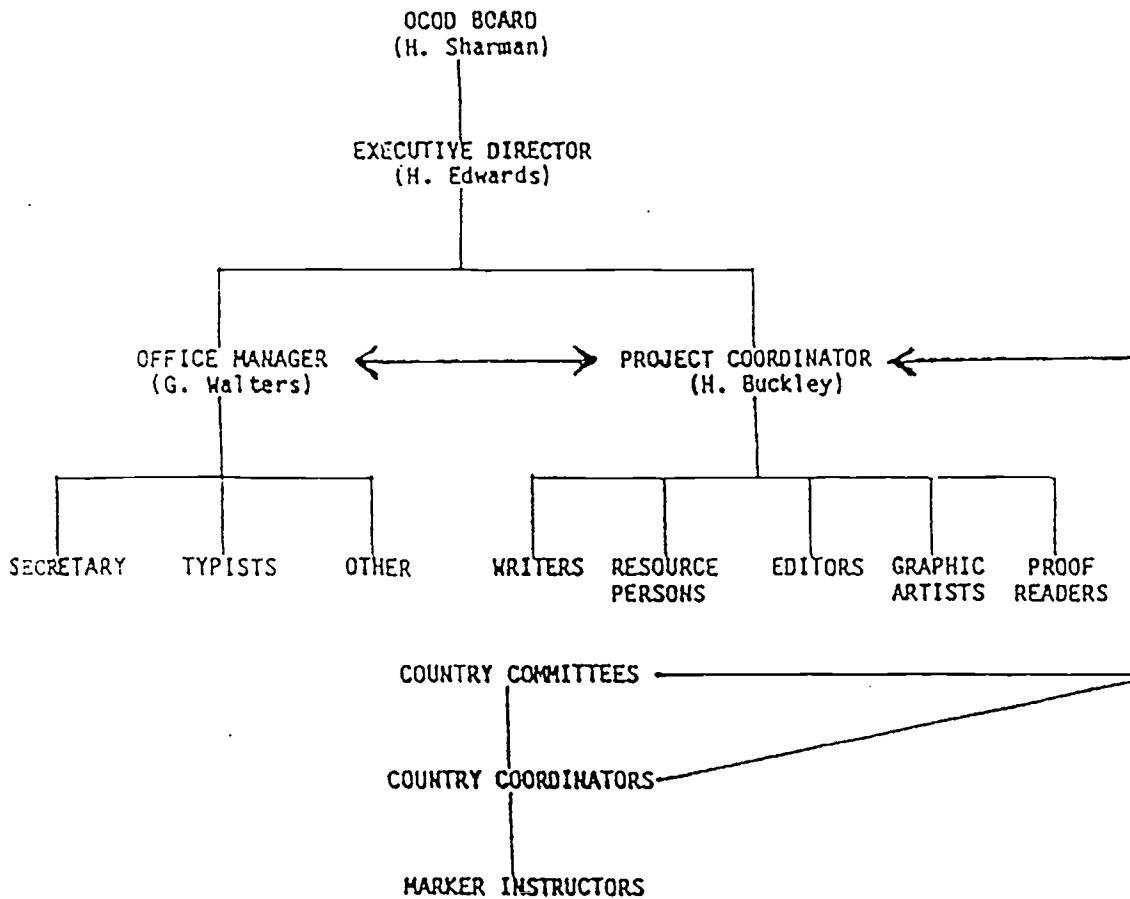 OCOD BOARD
(H. Sharman)
EXECUTIVE DIRECTOR
(H. Edwards)
OFFICE MANAGER
(G. Walters)
PROJECT COORDINATOR
(H. Buckley)
SECRETARY
TYPISTS
OTHER
WRITERS
RESOURCE
PERSONS
EDITORS
GRAPHIC
ARTISTS
PROOF
READERS
COUNTRY COMMITTEES
COUNTRY COORDINATORS
MARKER INSTRUCTORS